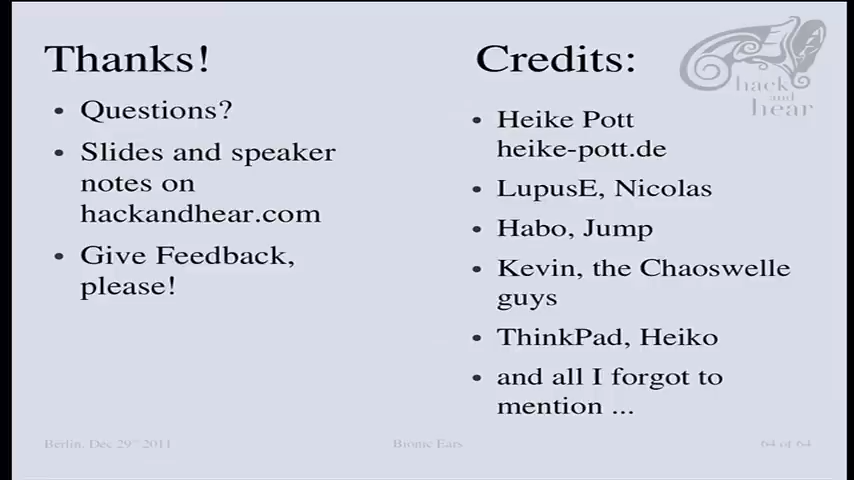 Thanks!
• Questions?
• Slides and speaker
notes on
hackandhear.com
• Give Feedback,
please!
Credits:
• Heike Pott
heike-pott.de
• LupusE, Nicolas
• Habo, Jump
• Kevin, the Chaoswelle
guys
• ThinkPad, Heiko
• and all I forgot to
mention ...
hack
and
hear
Berlin, Dec 29st 2011
Bionic Ears
64 of 64